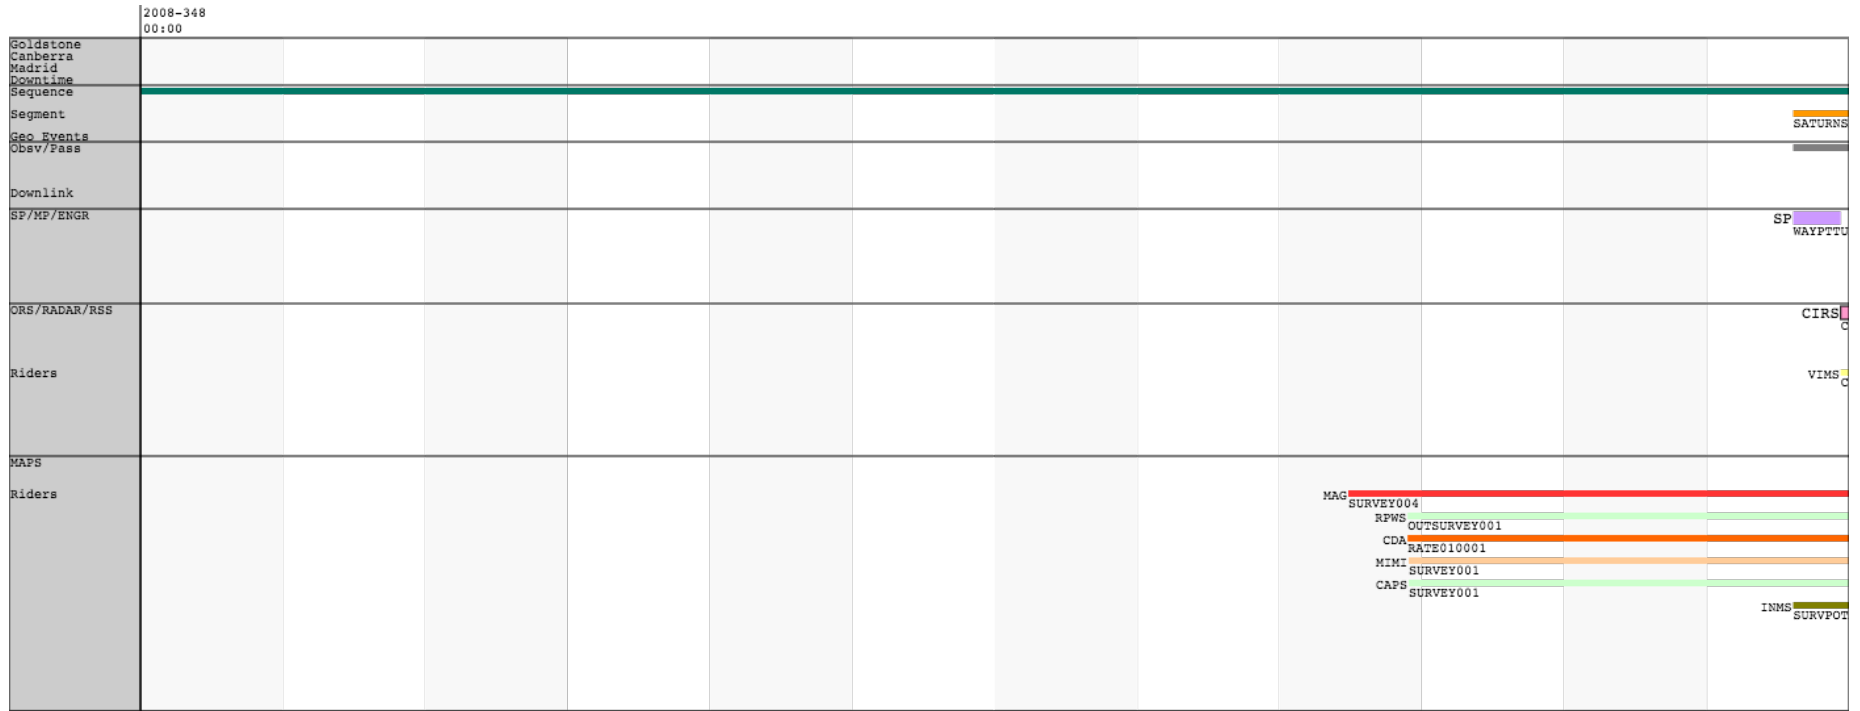 2008-348
00:00
Goldstone
Canberra
Madrid
Downtime
Sequence
Segment
SATURNS
Geo Events
Obsv/Pass
Downlink
SP/MP/ENGR
SP
WAYPTTU
ORS/RADAR/RSS
CIRS
C
Riders
VIMS
C
MAPS
Riders
MAG
SURVEY004
RPWS
OUTSURVEY001
CDA
RATE010001
MIMI
SURVEY001
CAPS
SURVEY001
INMS
SURVPOT